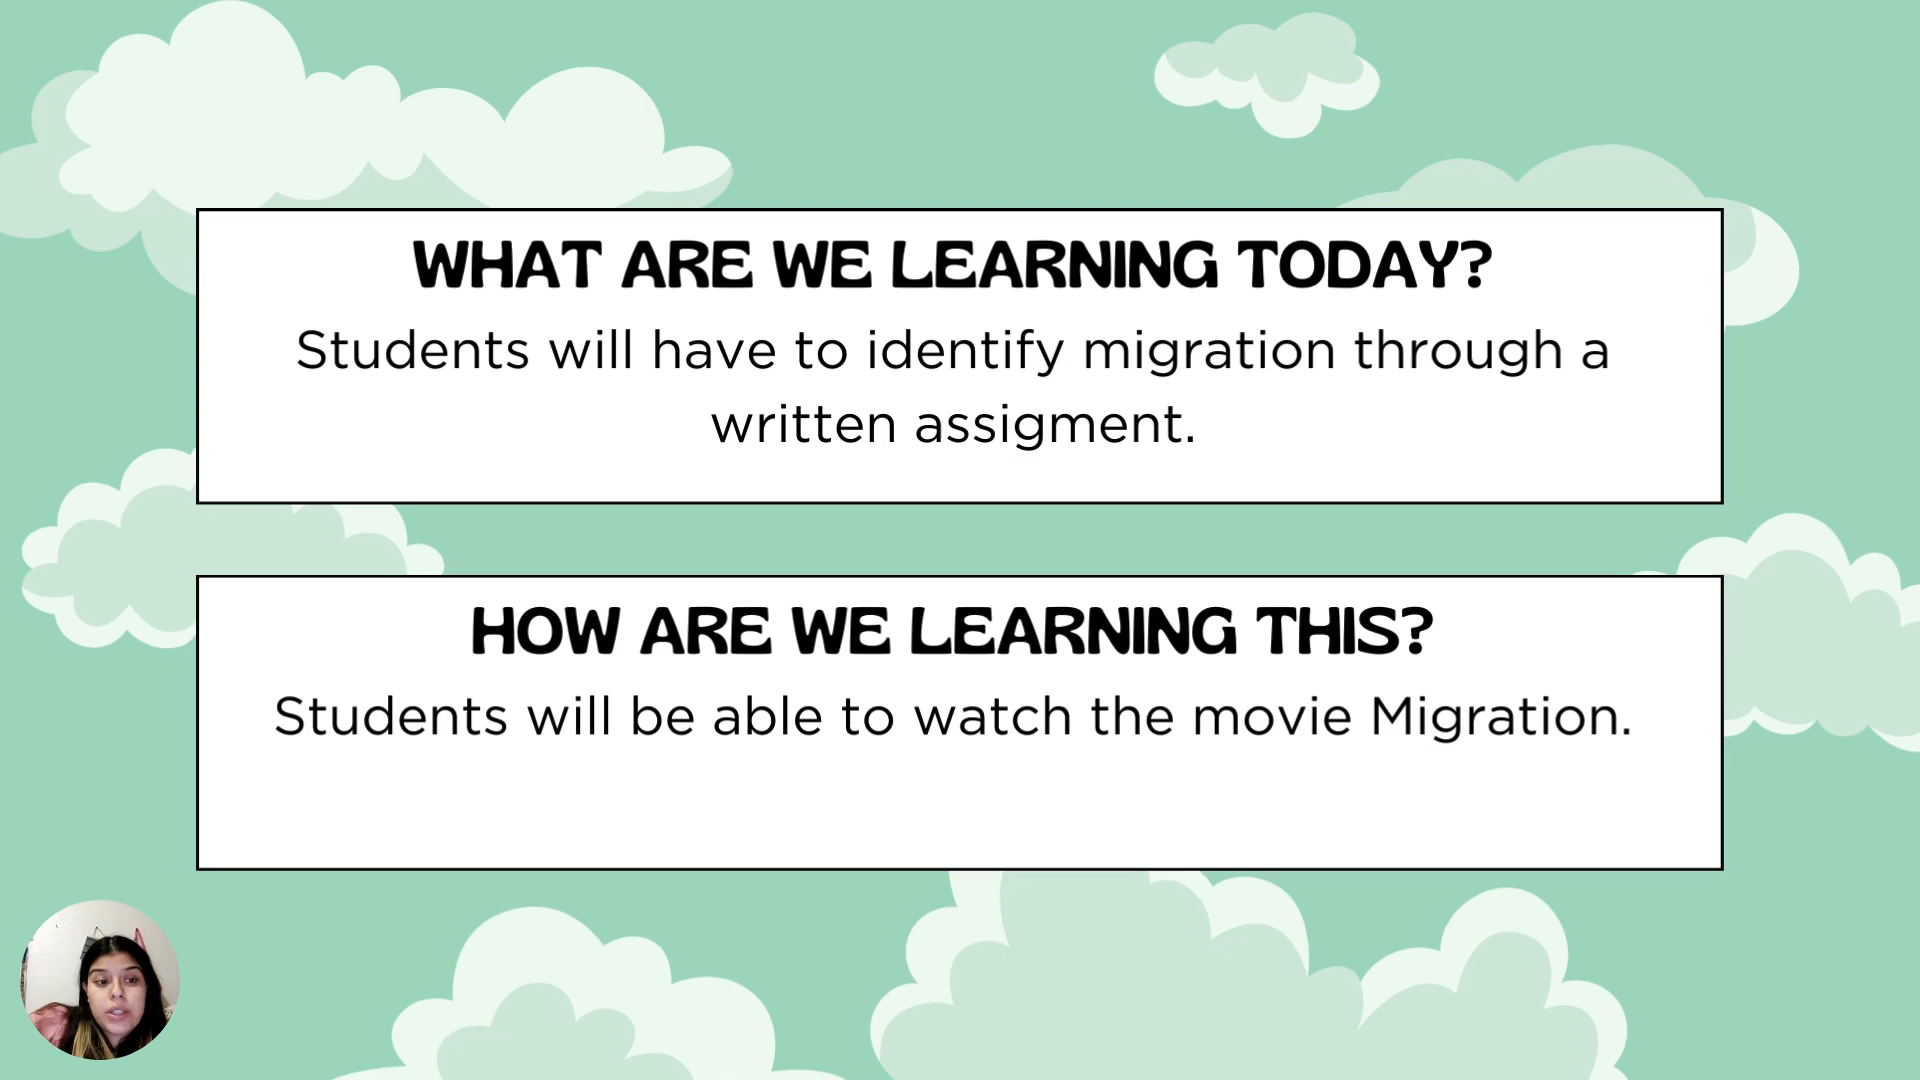 WHAT ARE WE LEARNING TODAY?
Students will have to identify migration through a
written assigment.
HOW ARE WE LEARNING THIS?
Students will be able to watch the movie Migration.